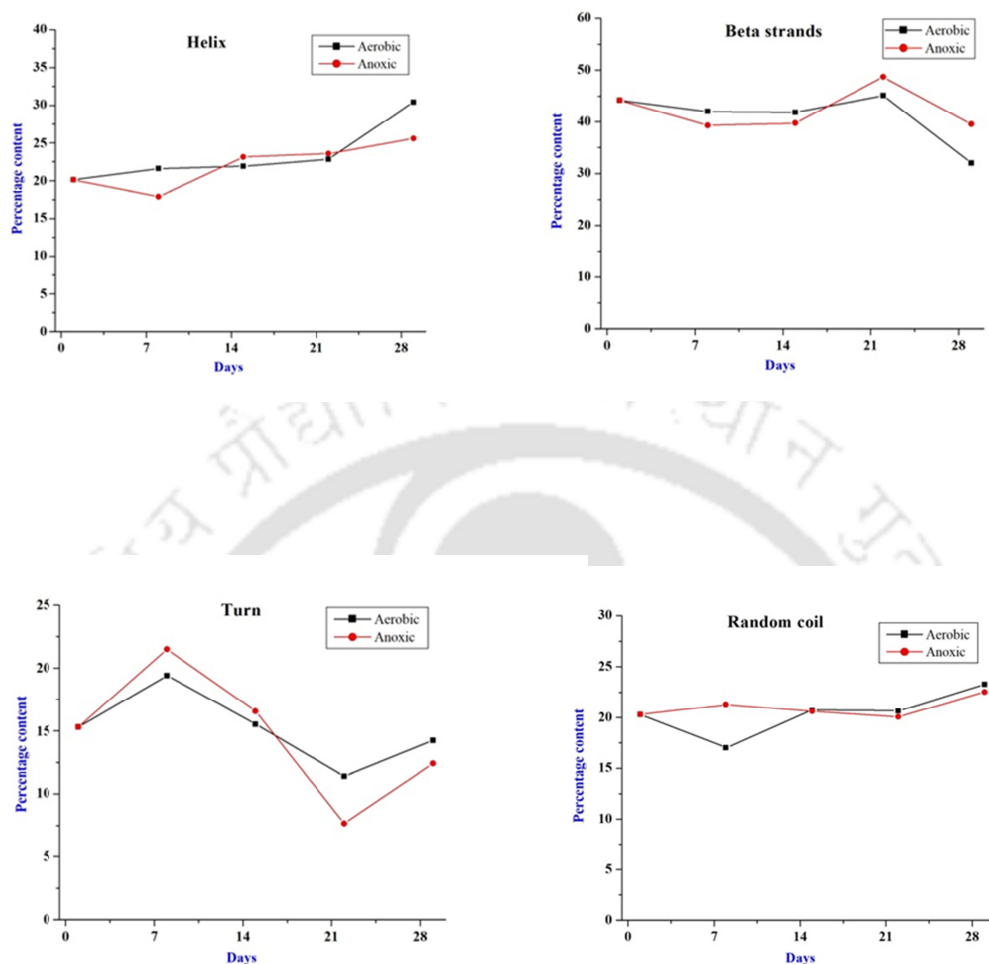 Helix
Aerobic
Anoxic
Percentage content
40
35
30
25
20
15
10
5
0
0 7 14 21 28
Days
Beta strands
Aerobic
Anoxic
Percentage content
60
50
40
30
20
10
0
0 7 14 21 28
Days
Turn
Aerobic
Anoxic
Percentage content
25
20
15
10
5
0
0 7 14 21 28
Days
Random coil
Aerobic
Anoxic
Percentage content
30
25
20
15
10
5
0
0 7 14 21 28
Days